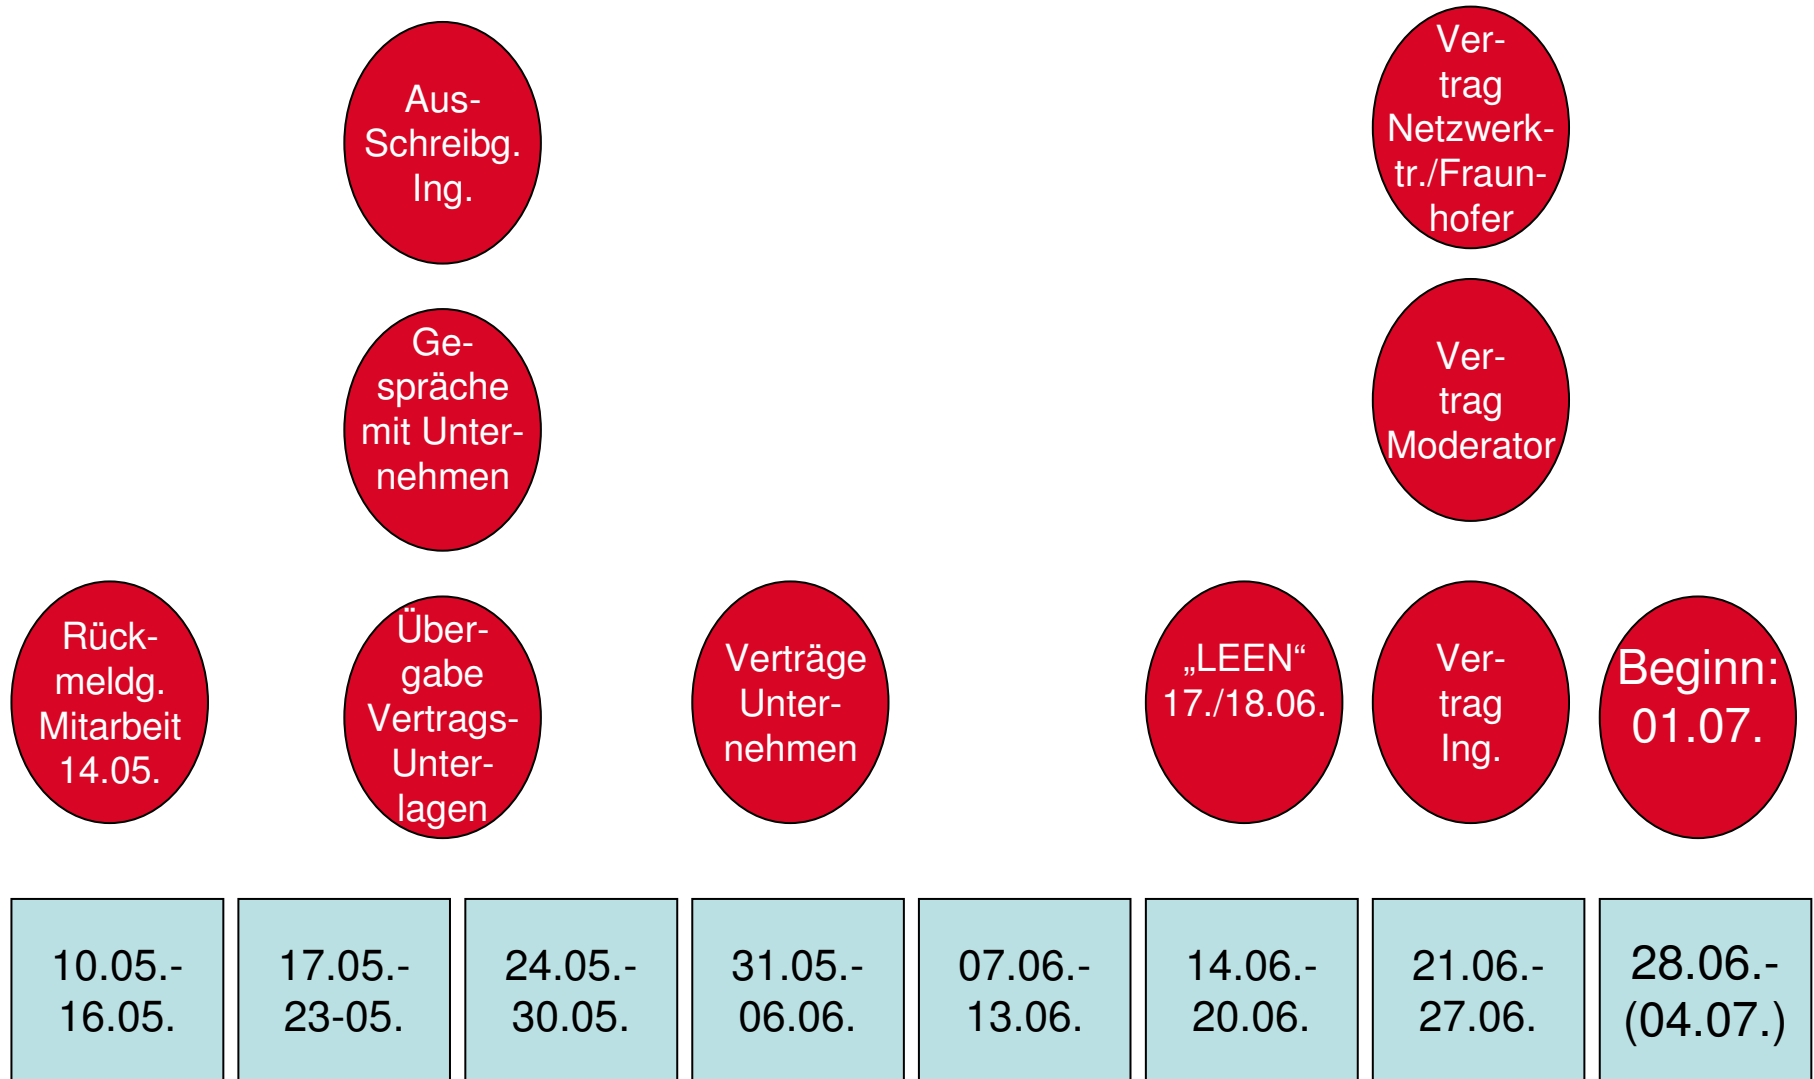 Aus-
Schreibg.
Ing.
Ver-
trag
Netzwerk-
tr./Fraun-
hofer
Ge-
spräche
mit Unter-
nehmen
Ver-
trag
Moderator
Rück-
meldg.
Mitarbeit
14.05.
Über-
gabe
Vertrags-
Unter-
lagen
Verträge
Unter-
nehmen
„LEEN“
17./18.06.
Ver-
trag
Ing.
Beginn:
01.07.
10.05.-
16.05.
17.05.-
23-05.
24.05.-
30.05.
31.05.-
06.06.
07.06.-
13.06.
14.06.-
20.06.
21.06.-
27.06.
28.06.-
(04.07.)